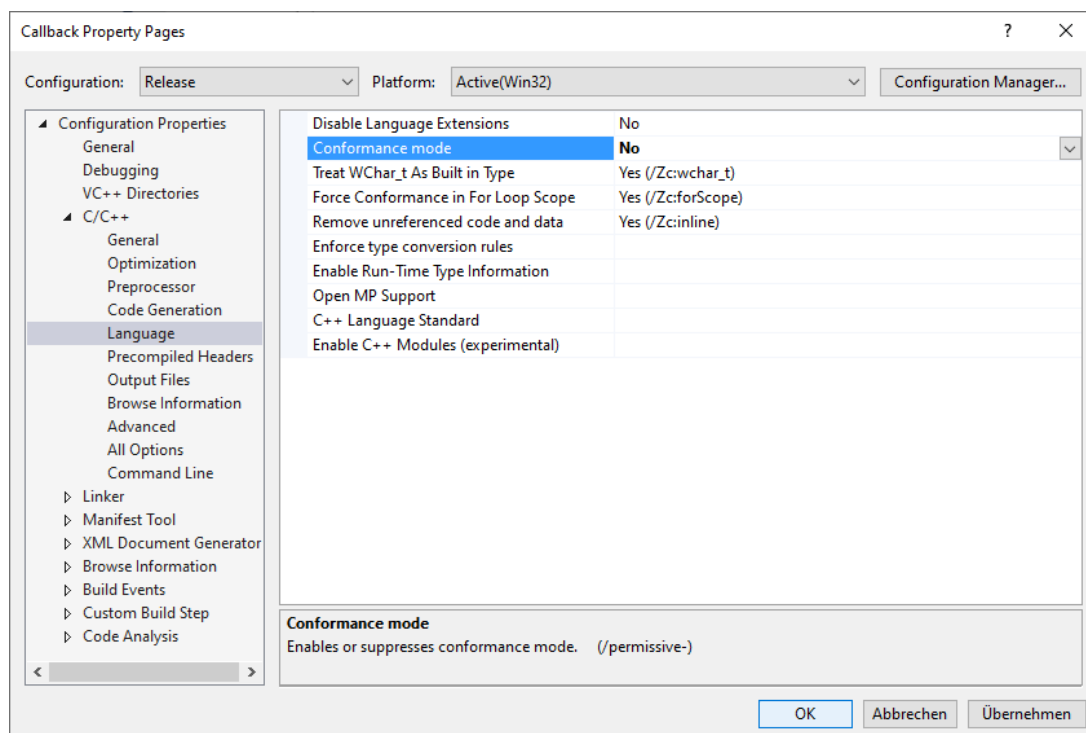 Callback Property Pages
?
Configuration: Release Platform: Active(Win32) Configuration Manager...
Configuration Properties
General
Debugging
VC++ Directories
C/C++
General
Optimization
Preprocessor
Code Generation
Language
Precompiled Headers
Output Files
Browse Information
Advanced
All Options
Command Line
Linker
Manifest Tool
XML Document Generator
Browse Information
Build Events
Custom Build Step
Code Analysis
Disable Language Extensions No
Conformance mode No
Treat WChar_t As Built in Type Yes (/Zc:wchar_t)
Force Conformance in For Loop Scope Yes (/Zc:forScope)
Remove unreferenced code and data Yes (/Zc:inline)
Enforce type conversion rules
Enable Run-Time Type Information
Open MP Support
C++ Language Standard
Enable C++ Modules (experimental)
Conformance mode
Enables or suppresses conformance mode. (/permissive-)
OK Abbrechen Übernehmen